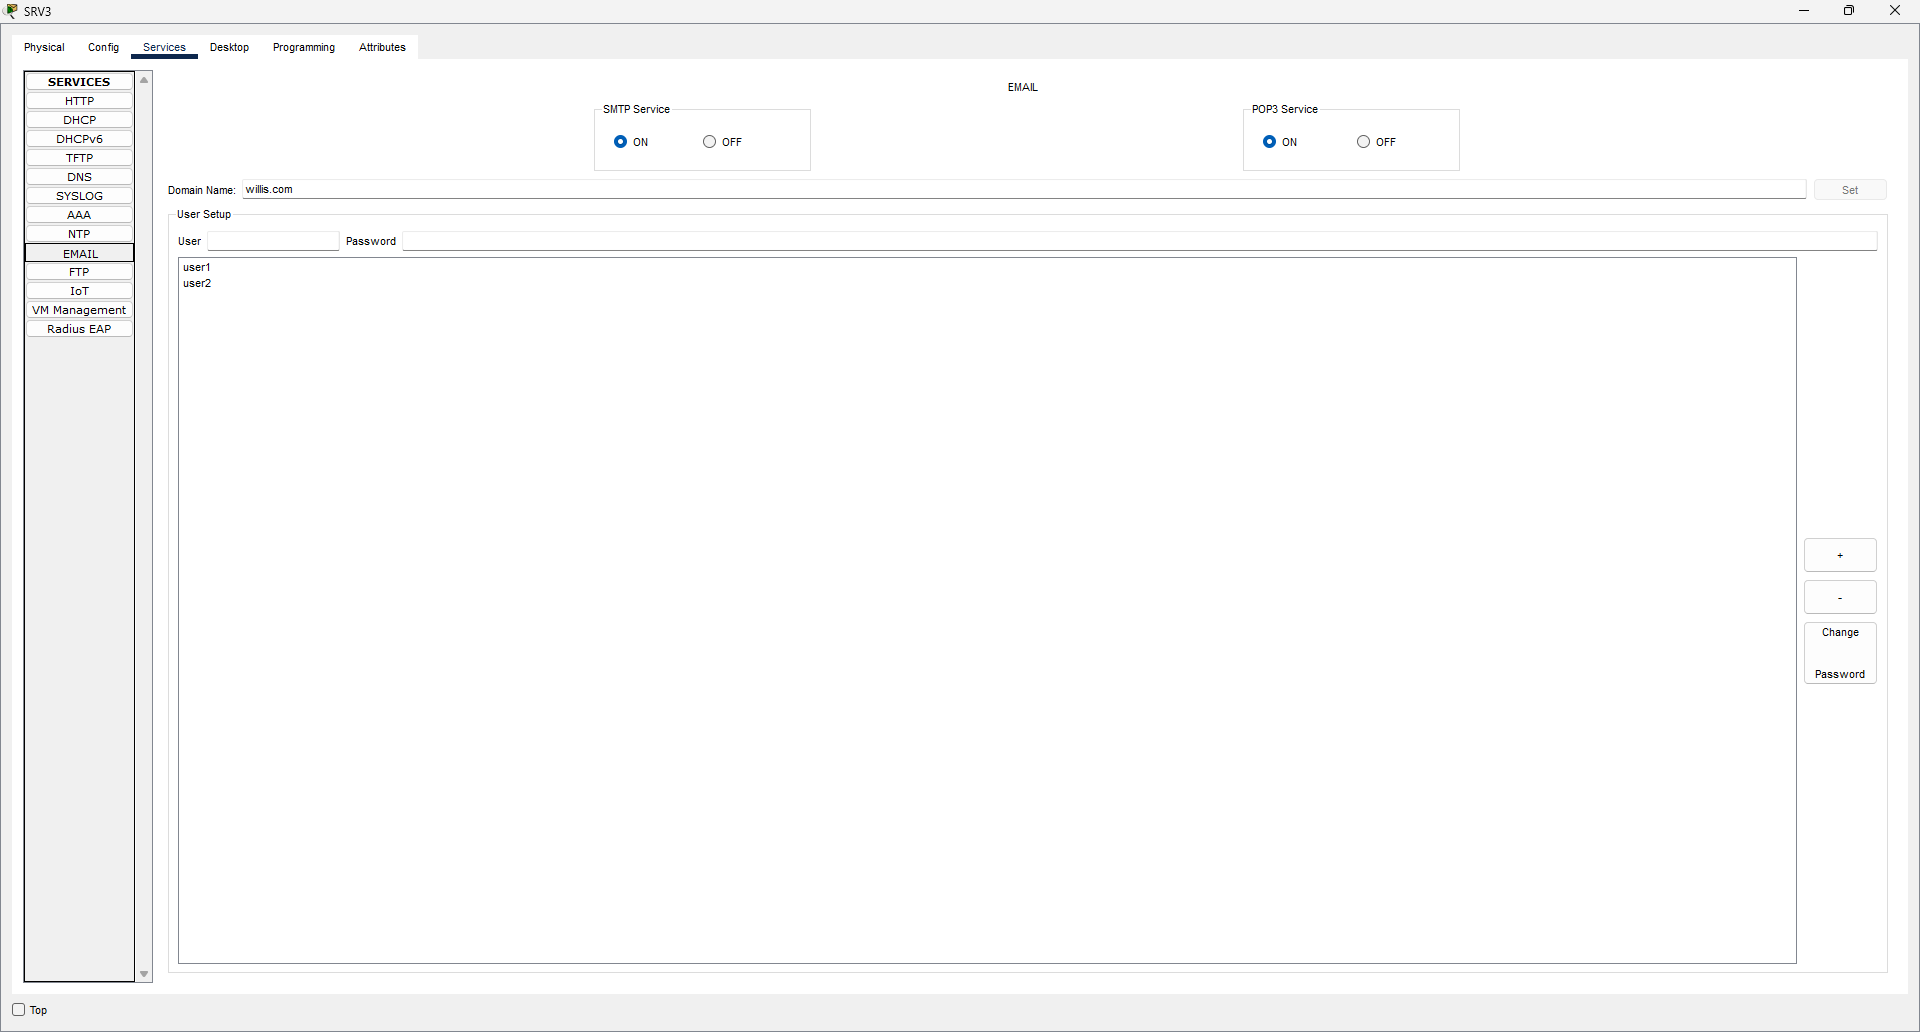 SRV3
Physical Config Services Desktop Programming Attributes
SERVICES
HTTP
DHCP
DHCPv6
TFTP
DNS
SYSLOG
AAA
NTP
EMAIL
FTP
IoT
VM Management
Radius EAP
EMAIL
SMTP Service
ON OFF
POP3 Service
ON OFF
Domain Name: willis.com Set
User Setup
User Password
user1
user2
+
-
Change
Password
Top